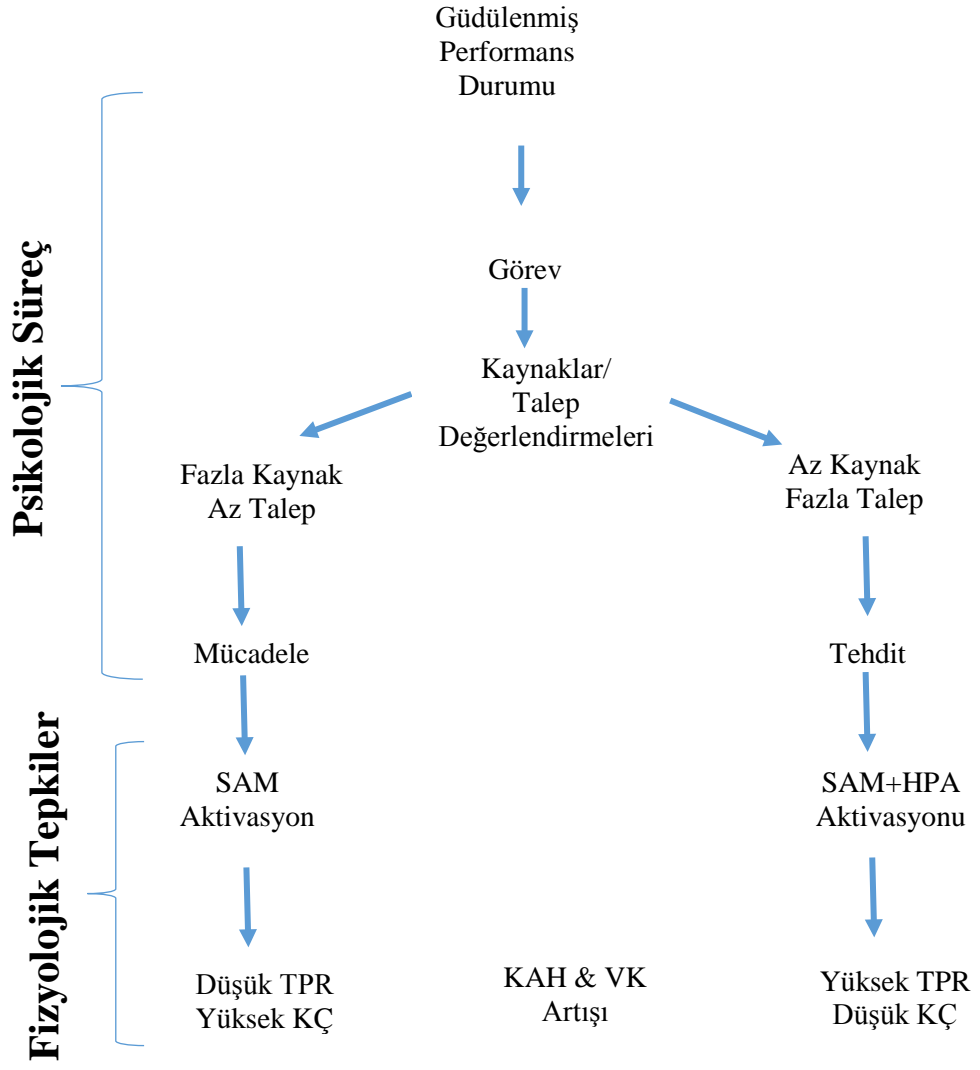 Güdülenmiş
Performans
Durumu
Psikolojik Süreç
Görev
Kaynaklar/
Talep
Değerlendirmeleri
Fazla Kaynak
Az Talep
Az Kaynak
Fazla Talep
Mücadele
Tehdit
Fizyolojik Tepkiler
SAM
Aktivasyon
SAM+HPA
Aktivasyonu
Düşük TPR
Yüksek KÇ
KAH & VK
Artışı
Yüksek TPR
Düşük KÇ